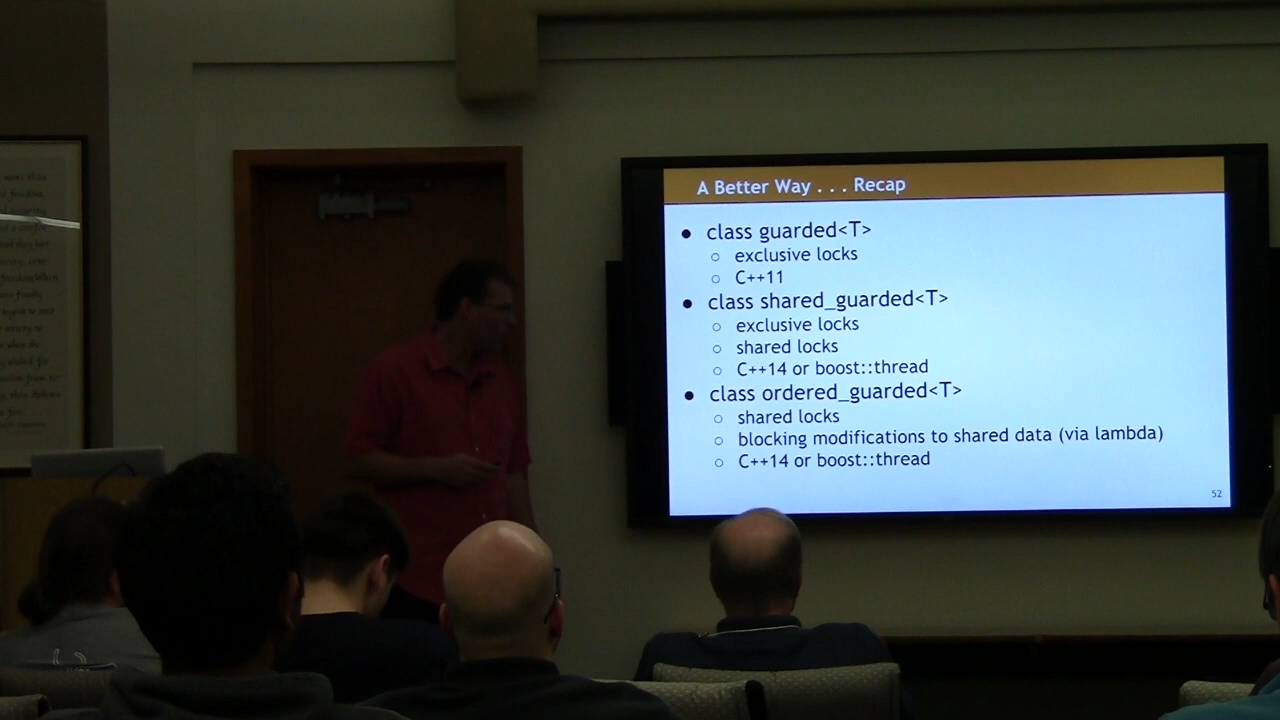 A Better Way . . . Recap
● class guarded<T>
○ exclusive locks
○ C++11
● class shared_guarded<T>
○ exclusive locks
○ shared locks
○ C++14 or boost::thread
● class ordered_guarded<T>
○ shared locks
○ blocking modifications to shared data (via lambda)
○ C++14 or boost::thread
52